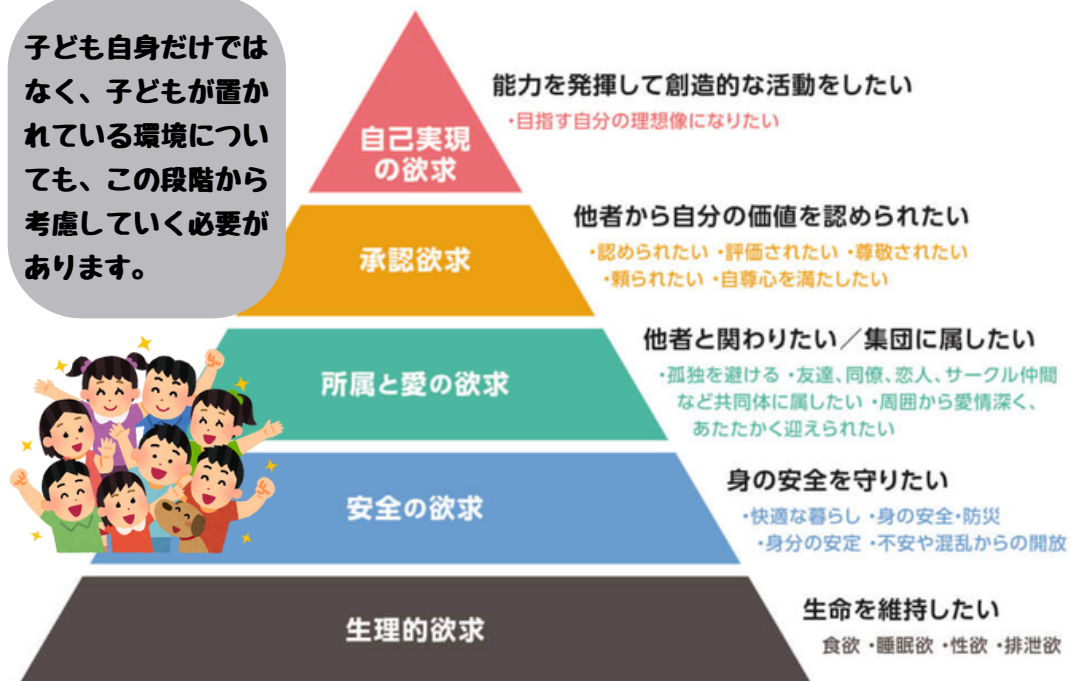 子ども自身だけでは
なく、子どもが置か
れている環境につい
ても、この段階から
考慮していく必要が
あります。
自己実現
の欲求
能力を発揮して創造的な活動をしたい
・目指す自分の理想像になりたい
承認欲求
他者から自分の価値を認められたい
・認められたい ・評価されたい ・尊敬されたい
・頼られたい ・自尊心を満たしたい
所属と愛の欲求
他者と関わりたい／集団に属したい
・孤独を避ける ・友達、同僚、恋人、サークル仲間
など共同体に属したい ・周囲から愛情深く、
あたたかく迎えられたい
安全の欲求
身の安全を守りたい
・快適な暮らし ・身の安全・防災
・身分の安定 ・不安や混乱からの開放
生理的欲求
生命を維持したい
食欲 ・睡眠欲 ・性欲 ・排泄欲